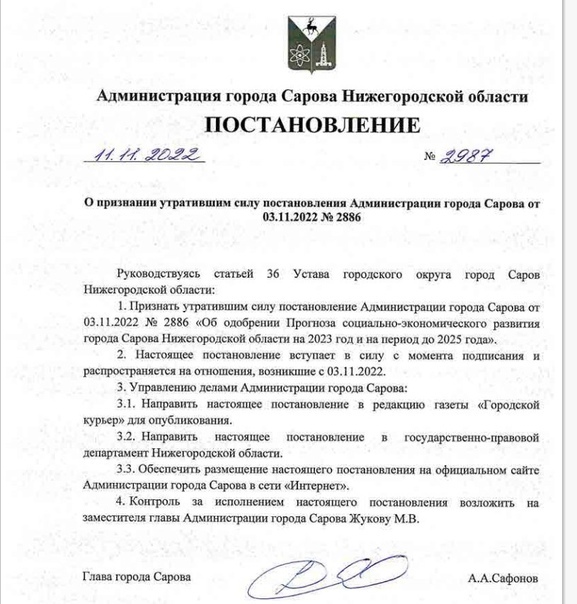 Администрация города Сарова Нижегородской области
ПОСТАНОВЛЕНИЕ
11.11.2022 № 2987
О признании утратившим силу постановления Администрации города Сарова от
03.11.2022 № 2886
Руководствуясь статьей 36 Устава городского округа город Саров
Нижегородской области:
1. Признать утратившим силу постановление Администрации города Сарова от
03.11.2022 № 2886 «Об одобрении Прогноза социально-экономического развития
города Сарова Нижегородской области на 2023 год и на период до 2025 года».
2. Настоящее постановление вступает в силу с момента подписания и
распространяется на отношения, возникшие с 03.11.2022.
3. Управлению делами Администрации города Сарова:
3.1. Направить настоящее постановление в редакцию газеты «Городской
курьер» для опубликования.
3.2. Направить настоящее постановление в государственно-правовой
департамент Нижегородской области.
3.3. Обеспечить размещение настоящего постановления на официальном сайте
Администрации города Сарова в сети «Интернет».
4. Контроль за исполнением настоящего постановления возложить на
заместителя главы Администрации города Сарова Жукову М.В.
Глава города Сарова А.А.Сафонов